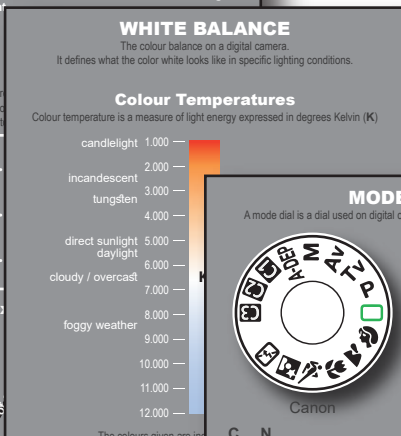 WHITE BALANCE
The colour balance on a digital camera.
It defines what the color white looks like in specific lighting conditions.
Colour Temperatures
Colour temperature is a measure of light energy expressed in degrees Kelvin (K)
candlelight 1.000
2.000
incandescent
tungsten 3.000
4.000
direct sunlight 5.000
daylight
6.000
cloudy / overcast
7.000
8.000
foggy weather
9.000
10.000
11.000
12.000
K
The colours given are
MODE
A mode dial is a dial used on digital
A-DEP
M
Av
Tv
P
Canon
C N